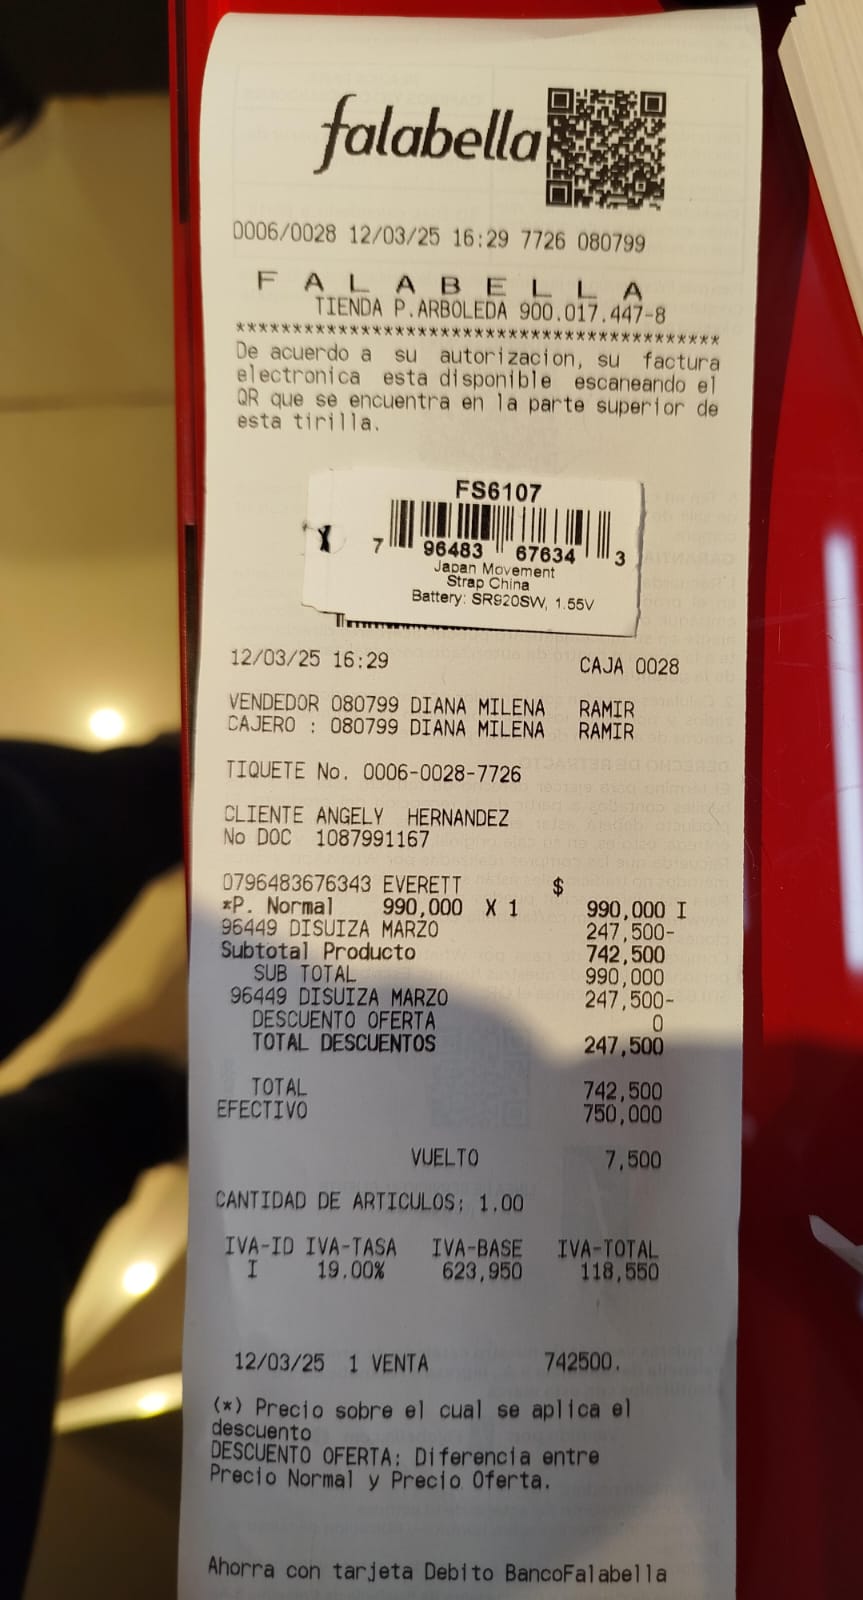 falabella
0006/0028 12/03/25 16:29 7726 080799
F A L A B E L L A
TIENDA P.ARBOLEDA 900.017.447-8
*******************************************
De acuerdo a su autorizacion, su factura
electronica esta disponible escaneando el
QR que se encuentra en la parte superior de
esta tirilla.
FS6107
7 96483 67634 3
Japan Movement
Strap China
Battery: SR920SW, 1.55V
12/03/25 16:29 CAJA 0028
VENDEDOR 080799 DIANA MILENA RAMIR
CAJERO : 080799 DIANA MILENA RAMIR
TIQUETE No. 0006-0028-7726
CLIENTE ANGELY HERNANDEZ
No DOC 1087991167
0796483676343 EVERETT $
*P. Normal 990,000 X 1 990,000 I
96449 DISUIZA MARZO 247,500-
Subtotal Producto 742,500
SUB TOTAL 990,000
96449 DISUIZA MARZO 247,500-
DESCUENTO OFERTA 0
TOTAL DESCUENTOS 247,500
TOTAL 742,500
EFECTIVO 750,000
VUELTO 7,500
CANTIDAD DE ARTICULOS: 1.00
IVA-ID IVA-TASA IVA-BASE IVA-TOTAL
I 19.00% 623,950 118,550
12/03/25 1 VENTA 742500.
(*) Precio sobre el cual se aplica el
descuento
DESCUENTO OFERTA: Diferencia entre
Precio Normal y Precio Oferta.
Ahorra con tarjeta Debito BancoFalabella